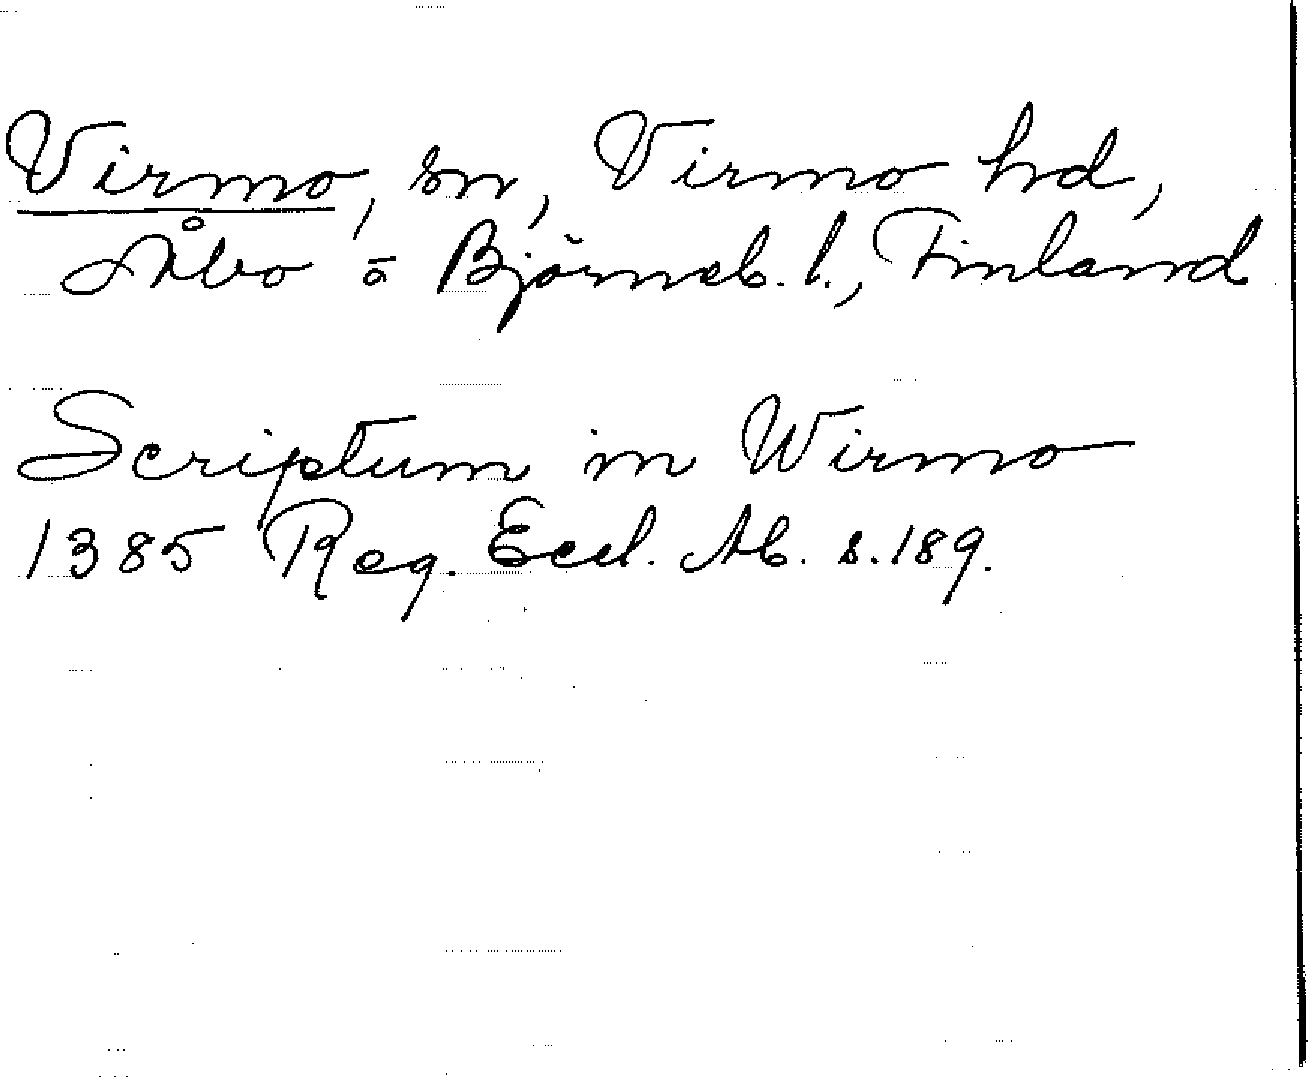 Virmo, sn, Virmo hd,
Åbo o Björneb. l., Finland
Scriptum in Wirmo
1385 Reg. Eccl. Ab. s. 189.